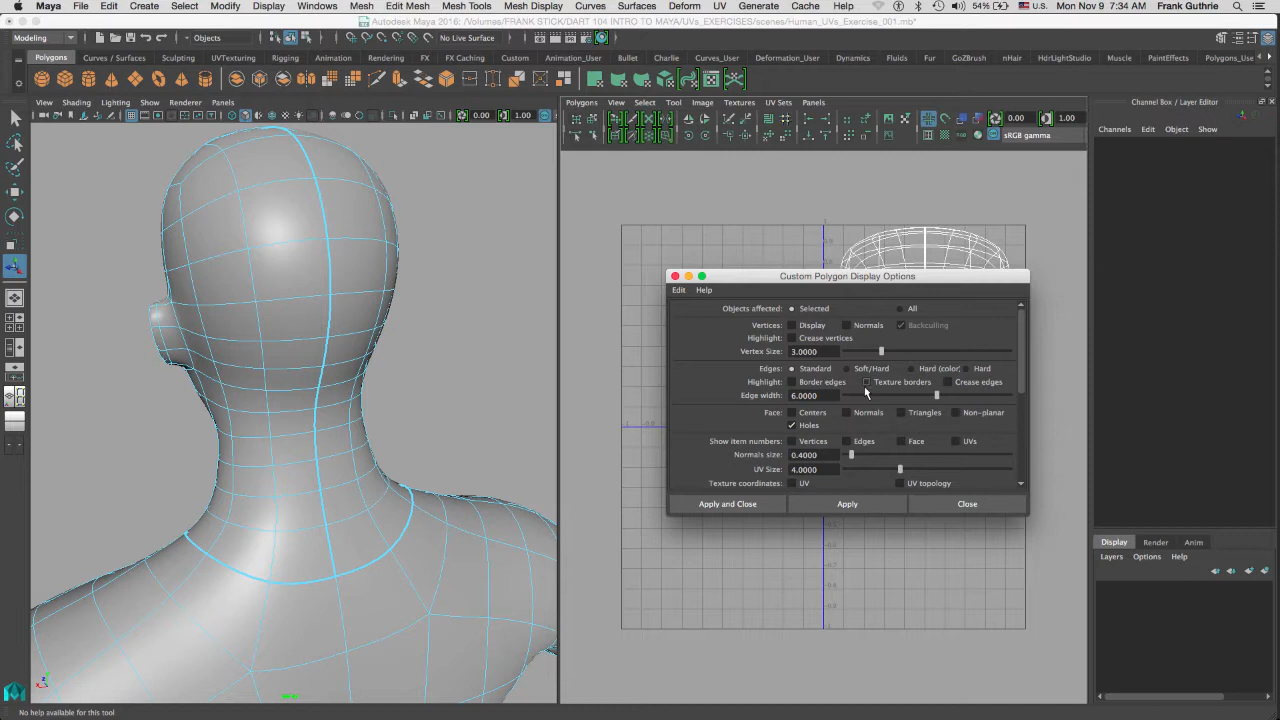 Maya File Edit Create Select Modify Display Windows Mesh Edit Mesh Mesh Tools Mesh Display Curves Surfaces Deform UV Generate Cache Help 54% U.S. Mon Nov 9 7:34 AM Frank Guthrie
Autodesk Maya 2016: /Volumes/FRANK STICK/DART 104 INTRO TO MAYA/UVs_EXERCISES/scenes/Human_UVs_Exercise_001.mb*
Modeling Objects No Live Surface
Polygons Curves / Surfaces Sculpting UVTexturing Rigging Animation Rendering FX FX Caching Custom Animation_User Bullet Charlie Curves_User Deformation_User Dynamics Fluids Fur GoZBrush nHair HdrLightStudio Muscle PaintEffects Polygons_Use
View Shading Lighting Show Renderer Panels
0.00 1.00
Polygons View Select Tool Image Textures UV Sets Panels
0.00 1.00
sRGB gamma
Channel Box / Layer Editor
Channels Edit Object Show
Custom Polygon Display Options
Edit Help
Objects affected: Selected All
Vertices: Display Normals Backculling
Highlight: Crease vertices
Vertex Size: 3.0000
Edges: Standard Soft/Hard Hard (color) Hard
Highlight: Border edges Texture borders Crease edges
Edge width: 6.0000
Face: Centers Normals Triangles Non-planar
Holes
Show item numbers: Vertices Edges Face UVs
Normals size: 0.4000
UV Size: 4.0000
Texture coordinates: UV UV topology
Apply and Close Apply Close
Display Render Anim
Layers Options Help
No help available for this tool